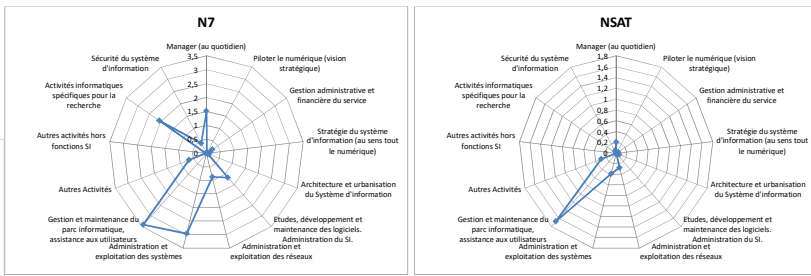 N7
Manager (au quotidien)
Piloter le numérique (vision
stratégique)
Gestion administrative et
financière du service
Stratégie du système
d'information (au sens tout
le numérique)
Architecture et urbanisation
du Système d'information
Etudes, développement et
maintenance des logiciels.
Administration du SI.
Administration et
exploitation des réseaux
Administration et
exploitation des systèmes
Gestion et maintenance du
parc informatique,
assistance aux utilisateurs
Autres Activités
Autres activités hors
fonctions SI
Activités informatiques
spécifiques pour la
recherche
Sécurité du système
d'information
3,5
3
2,5
2
1,5
1
0,5
0
NSAT
Manager (au quotidien)
Piloter le numérique (vision
stratégique)
Gestion administrative et
financière du service
Stratégie du système
d'information (au sens tout
le numérique)
Architecture et urbanisation
du Système d'information
Etudes, développement et
maintenance des logiciels.
Administration du SI.
Administration et
exploitation des réseaux
Administration et
exploitation des systèmes
Gestion et maintenance du
parc informatique,
assistance aux utilisateurs
Autres Activités
Autres activités hors
fonctions SI
Activités informatiques
spécifiques pour la
recherche
Sécurité du système
d'information
1,8
1,6
1,4
1,2
1
0,8
0,6
0,4
0,2
0